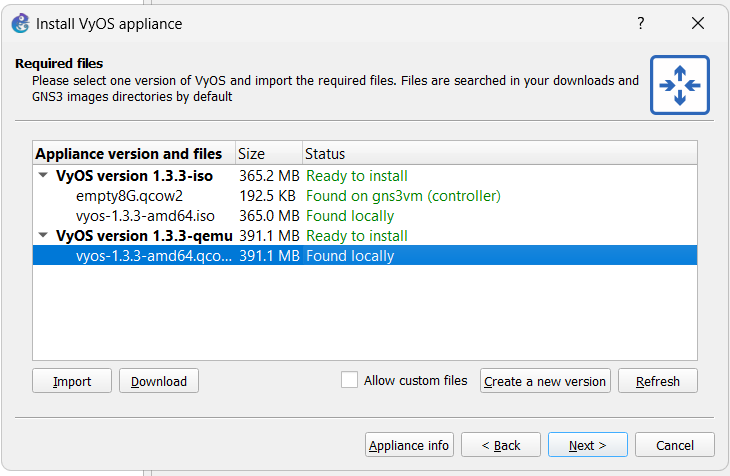 Install VyOS appliance
?
Required files
Please select one version of VyOS and import the required files. Files are searched in your downloads and
GNS3 images directories by default
Appliance version and files Size Status
VyOS version 1.3.3-iso 365.2 MB Ready to install
empty8G.qcow2 192.5 KB Found on gns3vm (controller)
vyos-1.3.3-amd64.iso 365.0 MB Found locally
VyOS version 1.3.3-qemu 391.1 MB Ready to install
vyos-1.3.3-amd64.qco... 391.1 MB Found locally
Import Download Allow custom files Create a new version Refresh
Appliance info < Back Next > Cancel